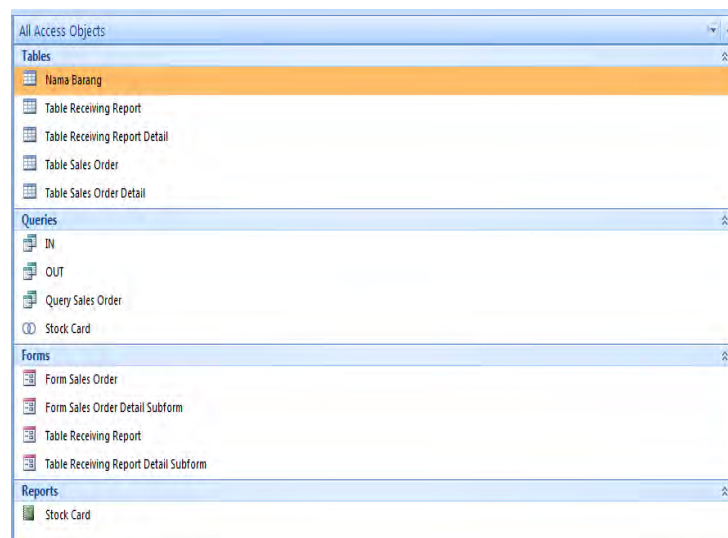 All Access Objects
Tables
Nama Barang
Table Receiving Report
Table Receiving Report Detail
Table Sales Order
Table Sales Order Detail
Queries
IN
OUT
Query Sales Order
Stock Card
Forms
Form Sales Order
Form Sales Order Detail Subform
Table Receiving Report
Table Receiving Report Detail Subform
Reports
Stock Card